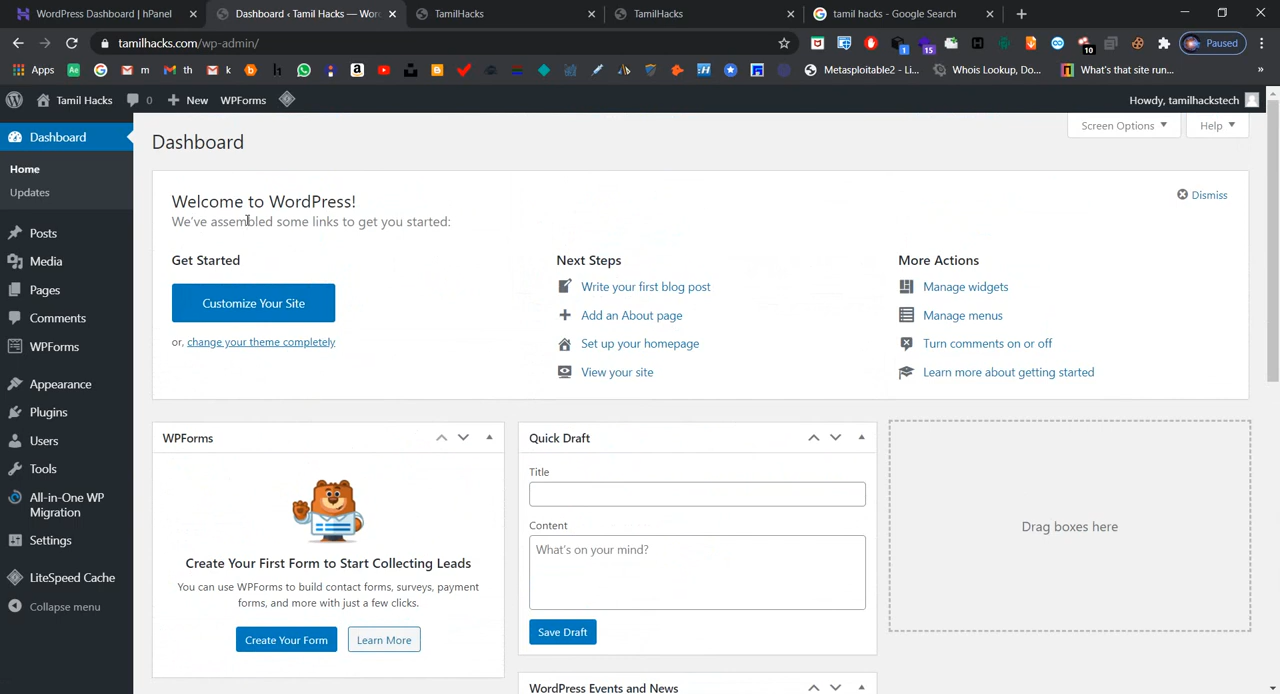 WordPress Dashboard | hPanel
Dashboard ‹ Tamil Hacks — Wor
TamilHacks
TamilHacks
tamil hacks - Google Search
tamilhacks.com/wp-admin/
1
15
10
Paused
Apps
m
th
k
Metasploitable2 - Li...
Whois Lookup, Do...
What's that site run...
»
Tamil Hacks
0
New
WPForms
Howdy, tamilhackstech
Dashboard
Home
Updates
Posts
Media
Pages
Comments
WPForms
Appearance
Plugins
Users
Tools
All-in-One WP
Migration
Settings
LiteSpeed Cache
Collapse menu
Screen Options
Help
Dashboard
Welcome to WordPress!
We've assembled some links to get you started:
Dismiss
Get Started
Customize Your Site
or, change your theme completely
Next Steps
Write your first blog post
Add an About page
Set up your homepage
View your site
More Actions
Manage widgets
Manage menus
Turn comments on or off
Learn more about getting started
WPForms
Create Your First Form to Start Collecting Leads
You can use WPForms to build contact forms, surveys, payment
forms, and more with just a few clicks.
Create Your Form
Learn More
Quick Draft
Title
Content
What's on your mind?
Save Draft
WordPress Events and News
Drag boxes here